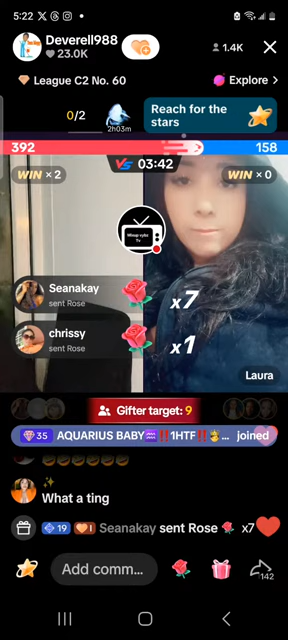 5:22
Deverell988
23.0K
1.4K
League C2 No. 60
Explore >
0/2
2h03m
Reach for the
stars
392
158
WIN × 2
VS 03:42
WIN × 0
Seanakay
sent Rose
x7
chrissy
sent Rose
x1
Laura
Gifter target: 9
35 AQUARIUS BABY♒‼️1HTF‼️... joined
What a ting
19 Seanakay sent Rose x7
Add comm...
142